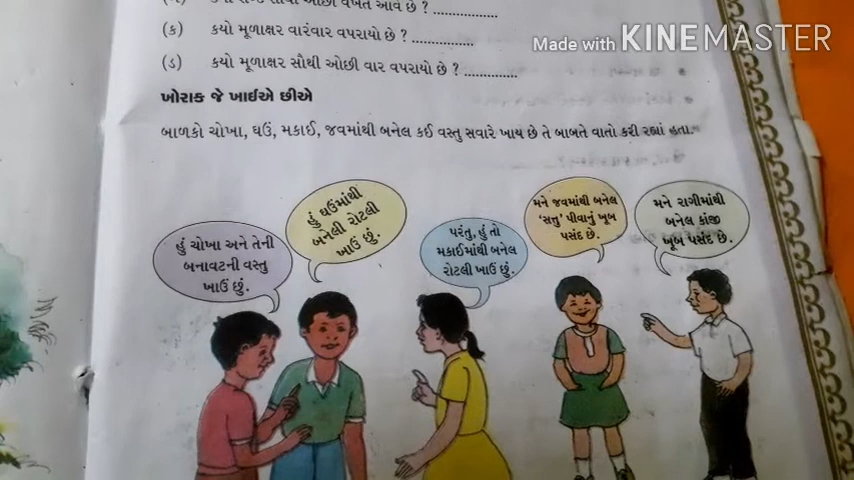 વખત આવે છે ? ................
(ક) કયો મૂળાક્ષર વારંવાર વપરાયો છે ? ................
(ડ) કયો મૂળાક્ષર સૌથી ઓછી વાર વપરાયો છે ? ..............
Made with KINEMASTER
ખોરાક જે ખાઈએ છીએ
બાળકો ચોખા, ઘઉં, મકાઈ, જવમાંથી બનેલ કઈ વસ્તુ સવારે ખાય છે તે બાબતે વાતો કરી રહ્યાં હતા.
હું ચોખા અને તેની
બનાવટની વસ્તુ
ખાઉં છું.
હું ઘઉંમાંથી
બનેલી રોટલી
ખાઉં છું.
પરંતુ, હું તો
મકાઈમાંથી બનેલ
રોટલી ખાઉં છું.
મને જવમાંથી બનેલ
'સત્તુ' પીવાનું ખૂબ
પસંદ છે.
મને રાગીમાંથી
બનેલ કાંજી
ખૂબ પસંદ છે.